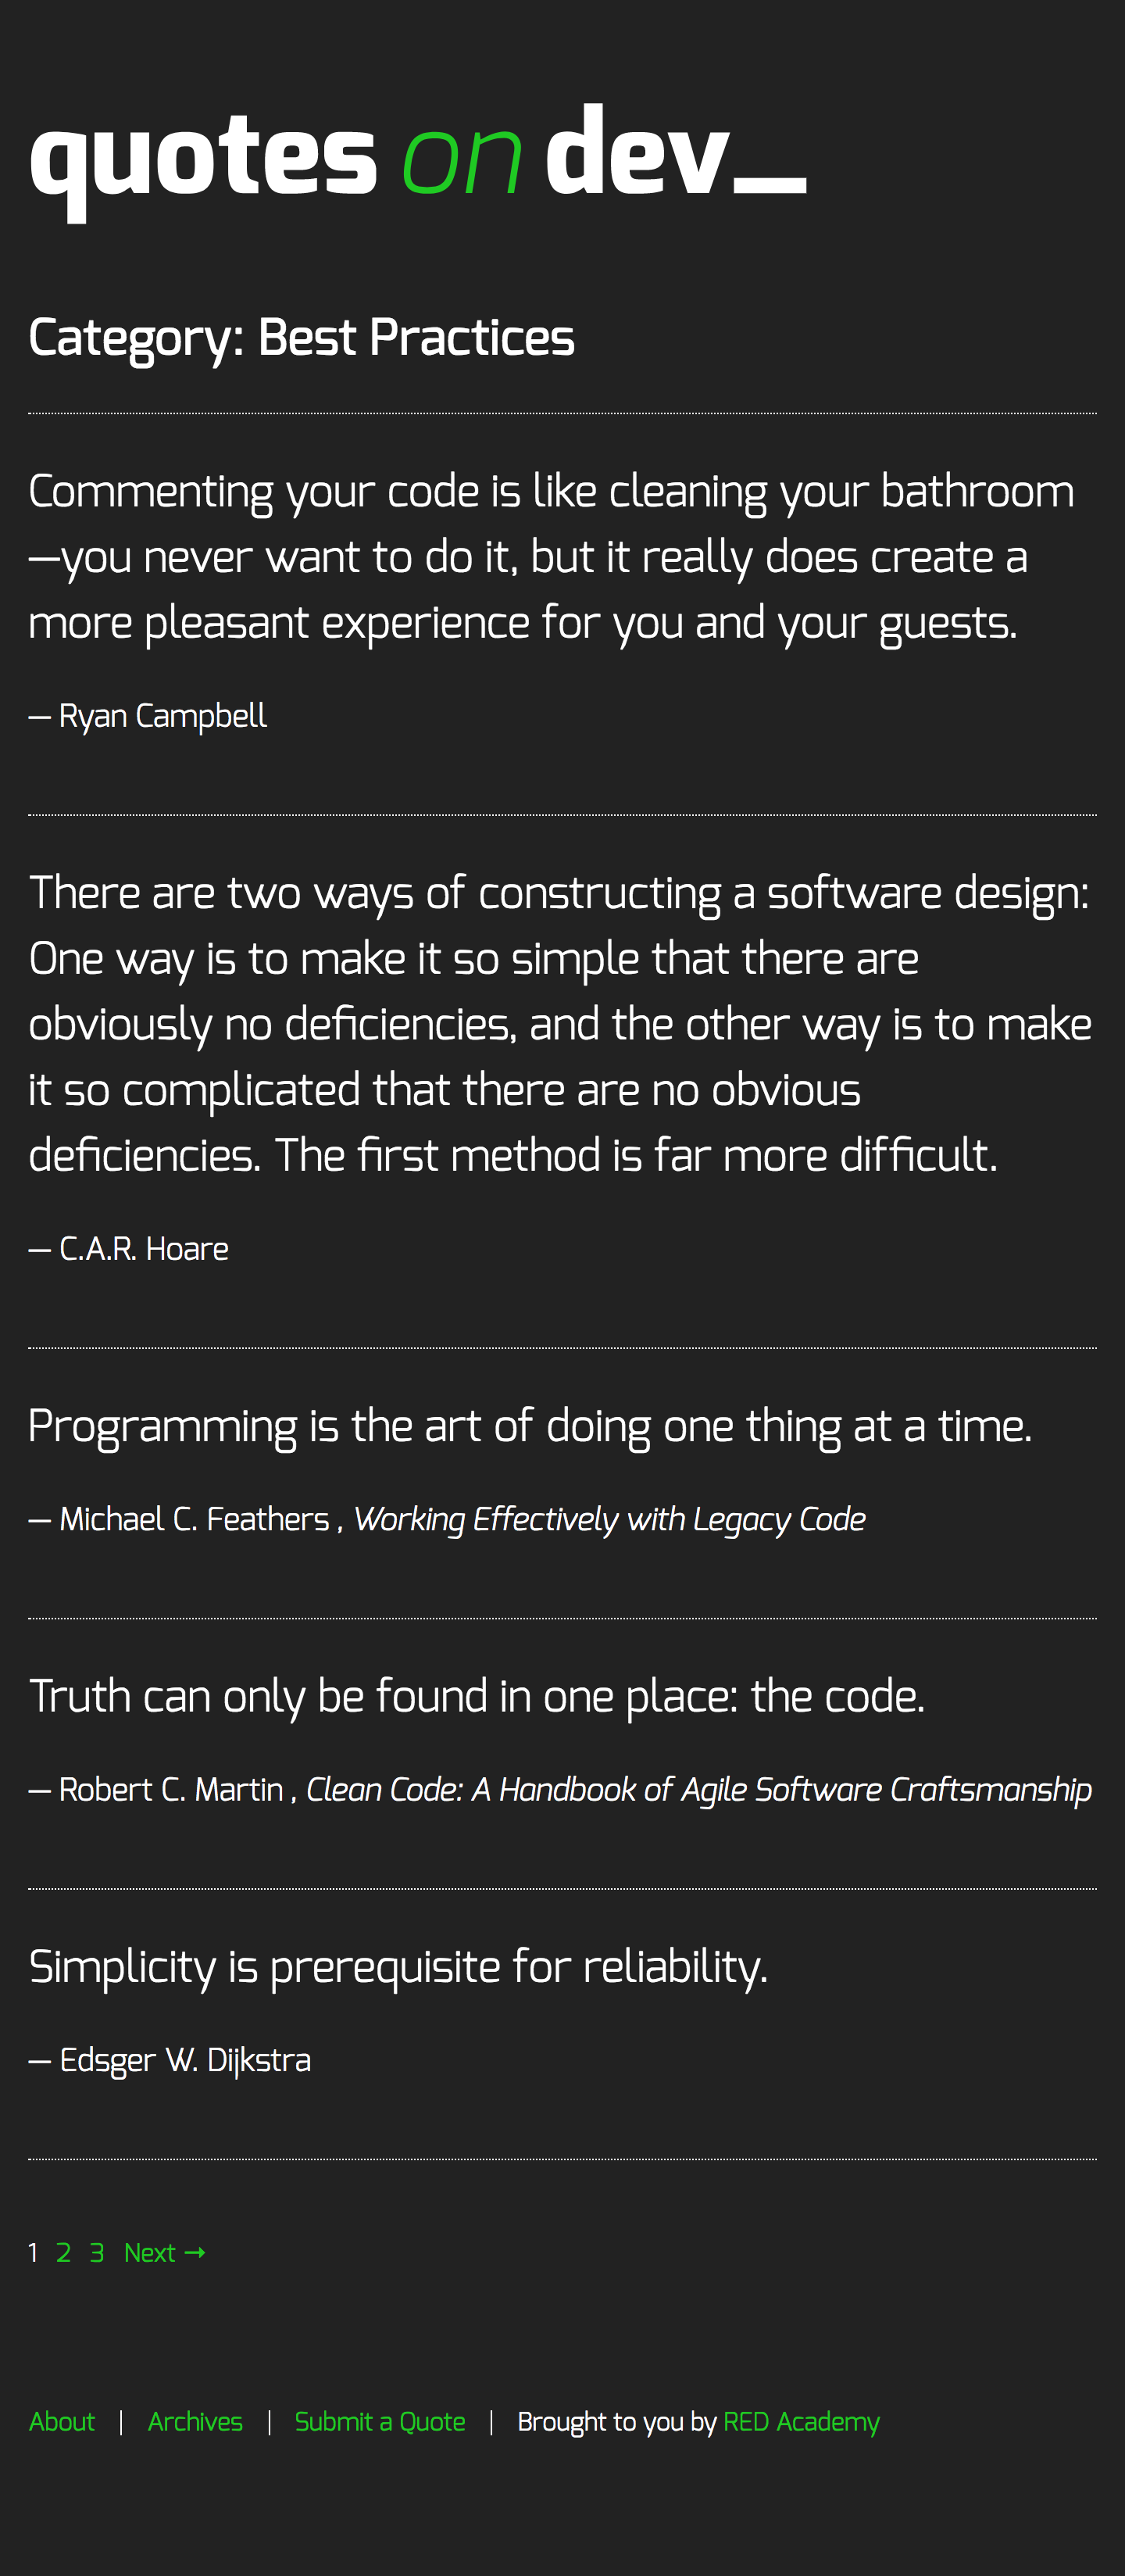 quotes on dev_
Category: Best Practices
Commenting your code is like cleaning your bathroom
—you never want to do it, but it really does create a
more pleasant experience for you and your guests.
— Ryan Campbell
There are two ways of constructing a software design:
One way is to make it so simple that there are
obviously no deficiencies, and the other way is to make
it so complicated that there are no obvious
deficiencies. The first method is far more difficult.
— C.A.R. Hoare
Programming is the art of doing one thing at a time.
— Michael C. Feathers , Working Effectively with Legacy Code
Truth can only be found in one place: the code.
— Robert C. Martin , Clean Code: A Handbook of Agile Software Craftsmanship
Simplicity is prerequisite for reliability.
— Edsger W. Dijkstra
1 2 3 Next →
About | Archives | Submit a Quote | Brought to you by RED Academy